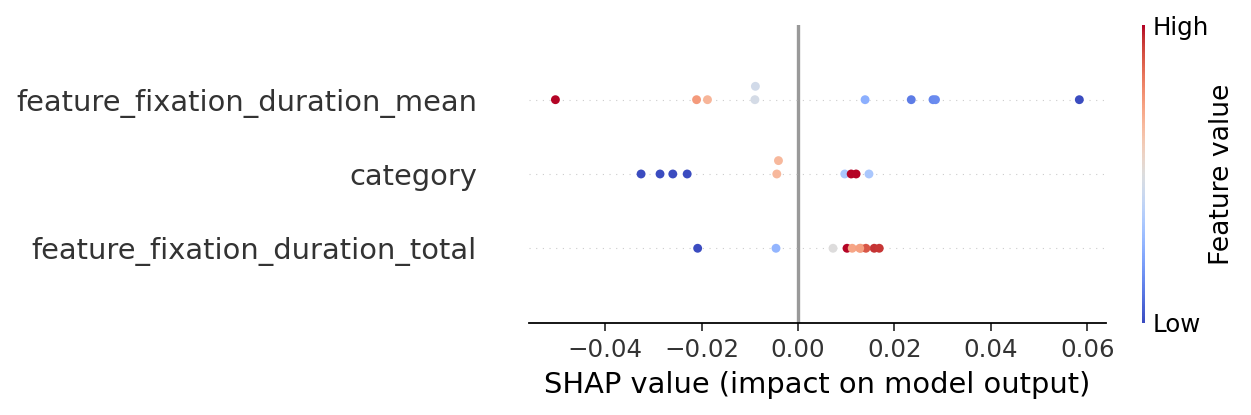 High
feature_fixation_duration_mean
category
feature_fixation_duration_total
Feature value
Low
−0.04 −0.02 0.00 0.02 0.04 0.06
SHAP value (impact on model output)